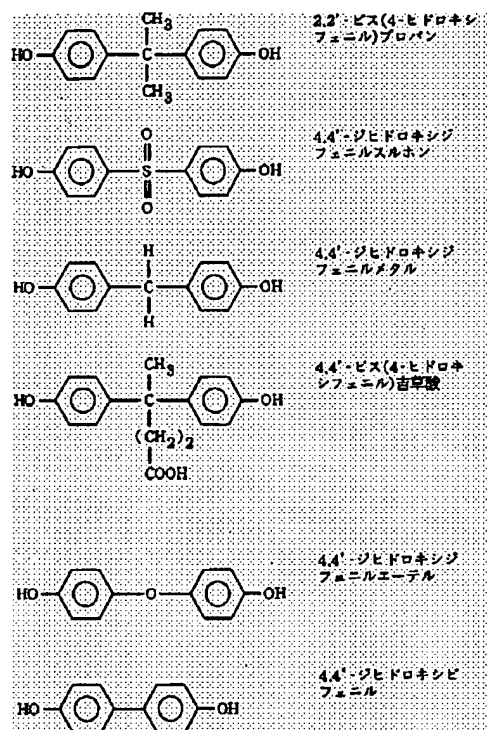 CH3
HO C OH
CH3
2,2'-ビス(4-ヒドロキシ
フェニル)プロパン
O
HO S OH
O
4,4'-ジヒドロキシジ
フェニルスルホン
H
HO C OH
H
4,4'-ジヒドロキシジ
フェニルメタル
CH3
HO C OH
(CH2)2
COOH
4,4'-ビス(4-ヒドロキ
シフェニル)吉草酸
HO O OH
4,4'-ジヒドロキシジ
フェニルエーテル
HO OH
4,4'-ジヒドロキシビ
フェニル